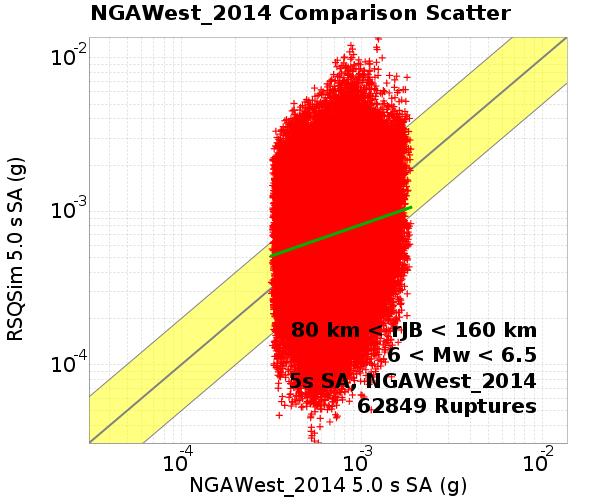 NGAWest_2014 Comparison Scatter
RSQSim 5.0 s SA (g)
10-2
10-3
10-4
80 km < rJB < 160 km
6 < Mw < 6.5
5s SA, NGAWest_2014
62849 Ruptures
10-4 10-3 10-2
NGAWest_2014 5.0 s SA (g)